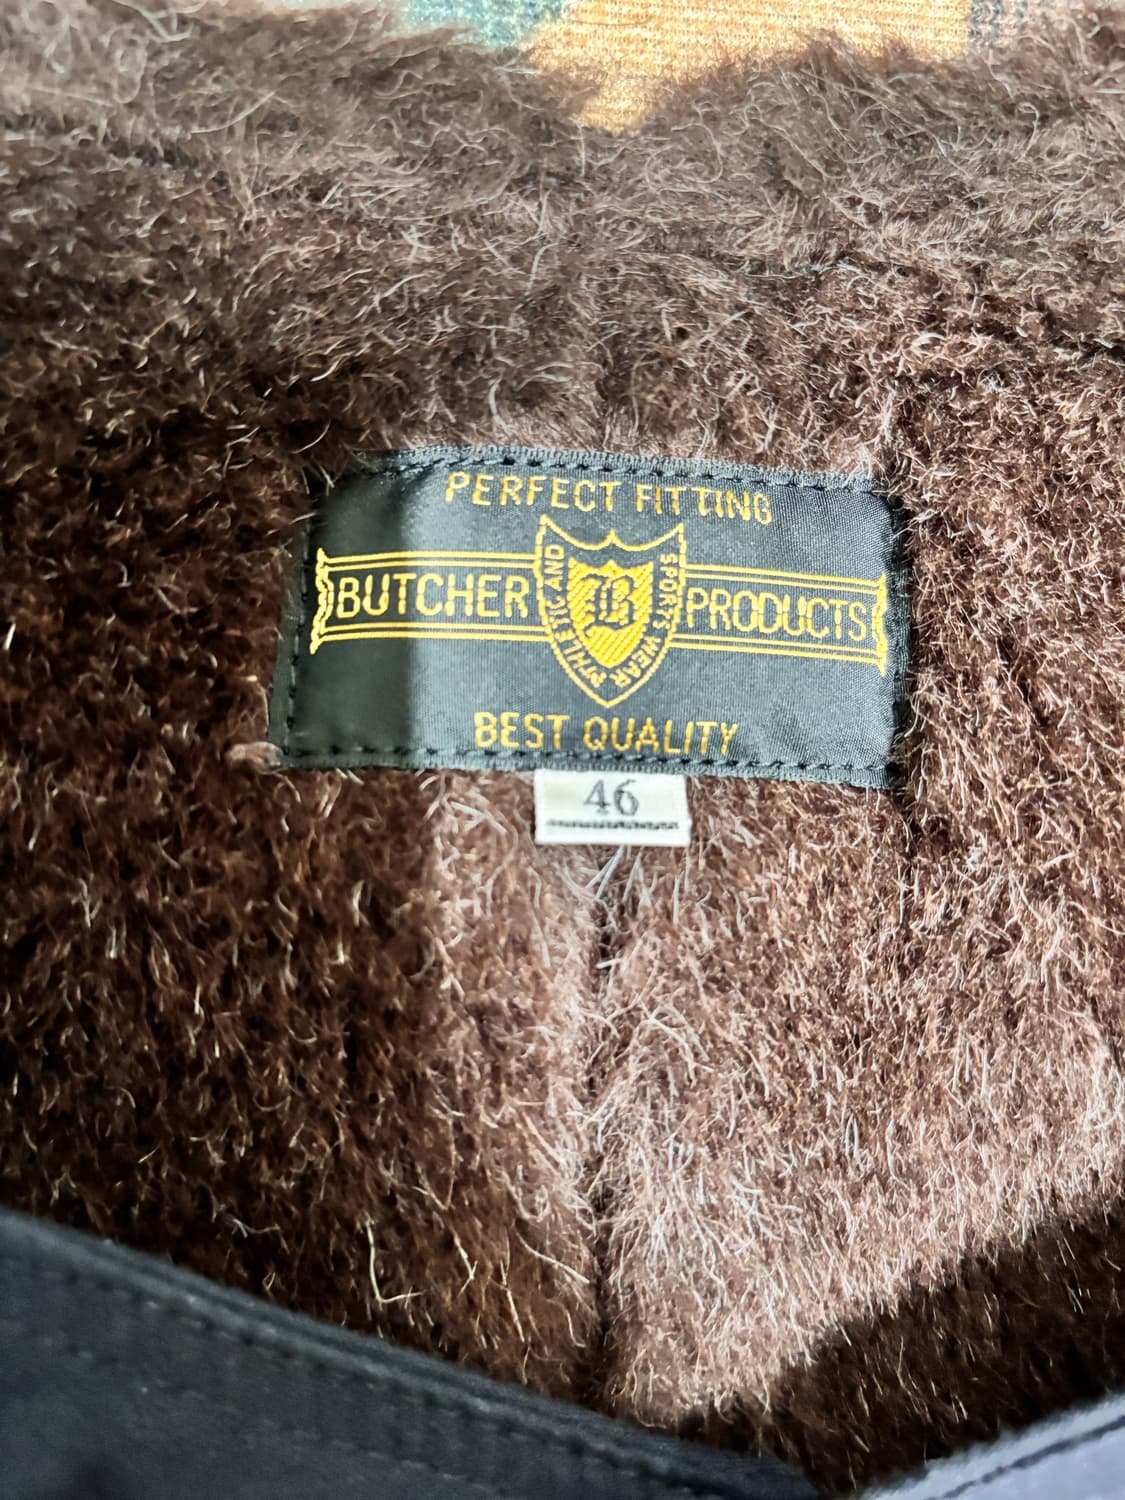 PERFECT FITTING
BUTCHER
B
PRODUCTS
ATHLETIC AND SPORTS WEAR
BEST QUALITY
46